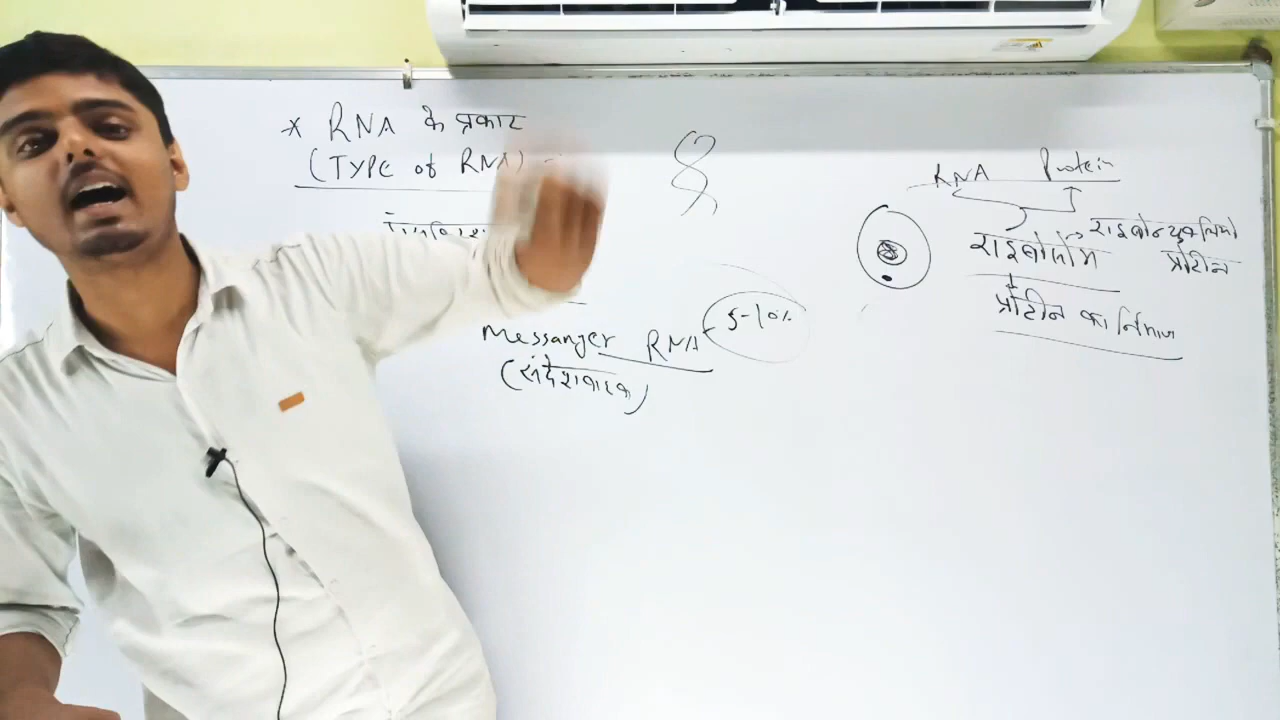 * RNA के प्रकार
(TYPE of RNA)
Messanger RNA
5-10%
(संदेशवाहक)
RNA Protein
राइबोसोम → राइबोन्युक्लियो
प्रोटीन
प्रोटीन का निर्माण